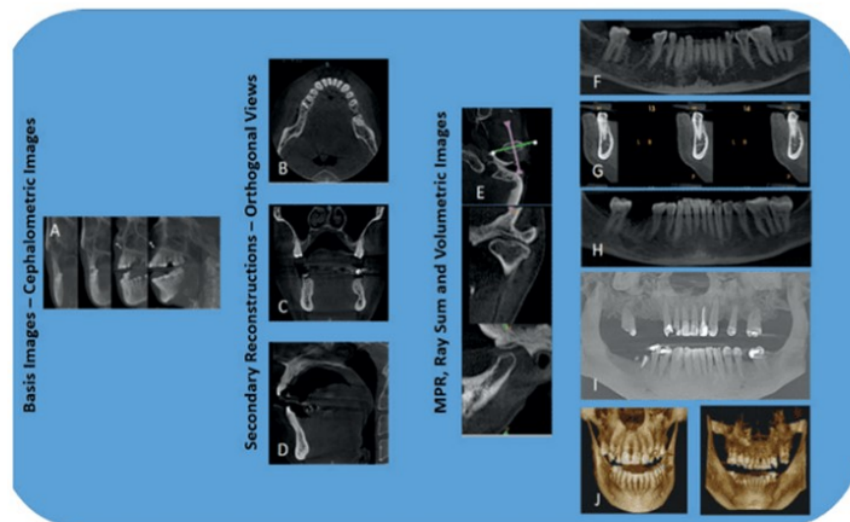 Basis Images – Cephalometric Images
A
Secondary Reconstructions – Orthogonal Views
B
C
D
MPR, Ray Sum and Volumetric Images
E
F
G
L B
L B
H
I
J